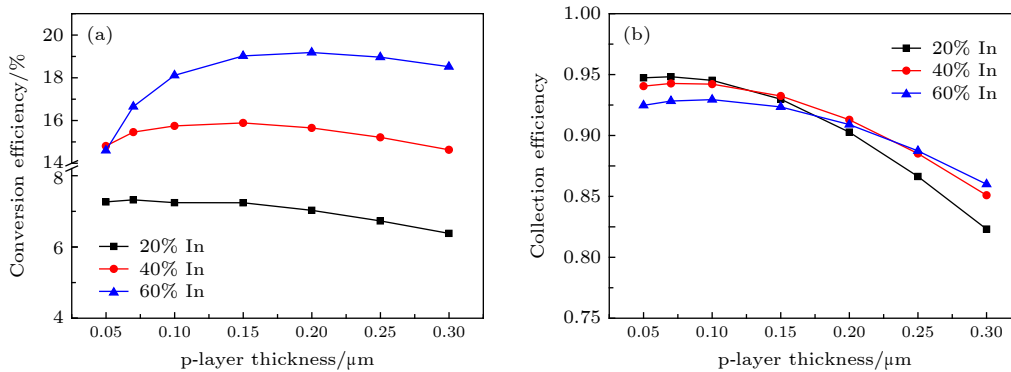 (a)
Conversion efficiency/%
20
18
16
14
8
6
4
20% In
40% In
60% In
0.05 0.10 0.15 0.20 0.25 0.30
p-layer thickness/μm
(b)
Collection efficiency
1.00
0.95
0.90
0.85
0.80
0.75
20% In
40% In
60% In
0.05 0.10 0.15 0.20 0.25 0.30
p-layer thickness/μm